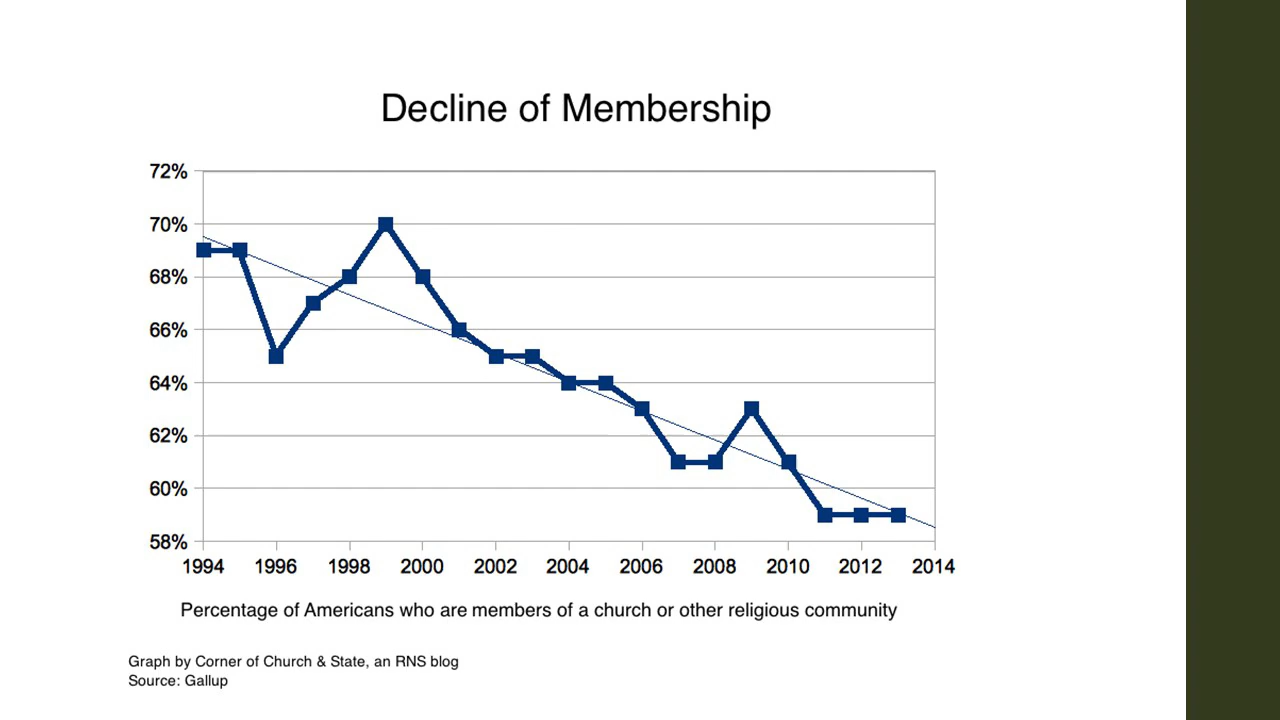 Decline of Membership
72%
70%
68%
66%
64%
62%
60%
58%
1994 1996 1998 2000 2002 2004 2006 2008 2010 2012 2014
Percentage of Americans who are members of a church or other religious community
Graph by Corner of Church & State, an RNS blog
Source: Gallup